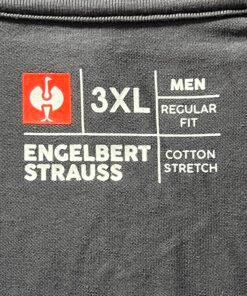 3XL
MEN
REGULAR
FIT
ENGELBERT
STRAUSS
COTTON
STRETCH